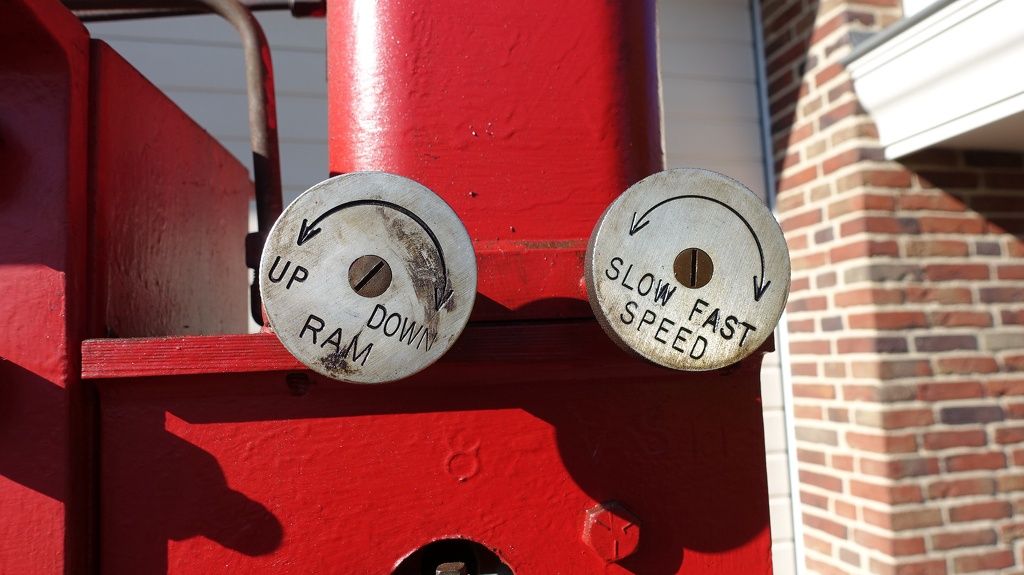 UP DOWN
RAM
SLOW FAST
SPEED